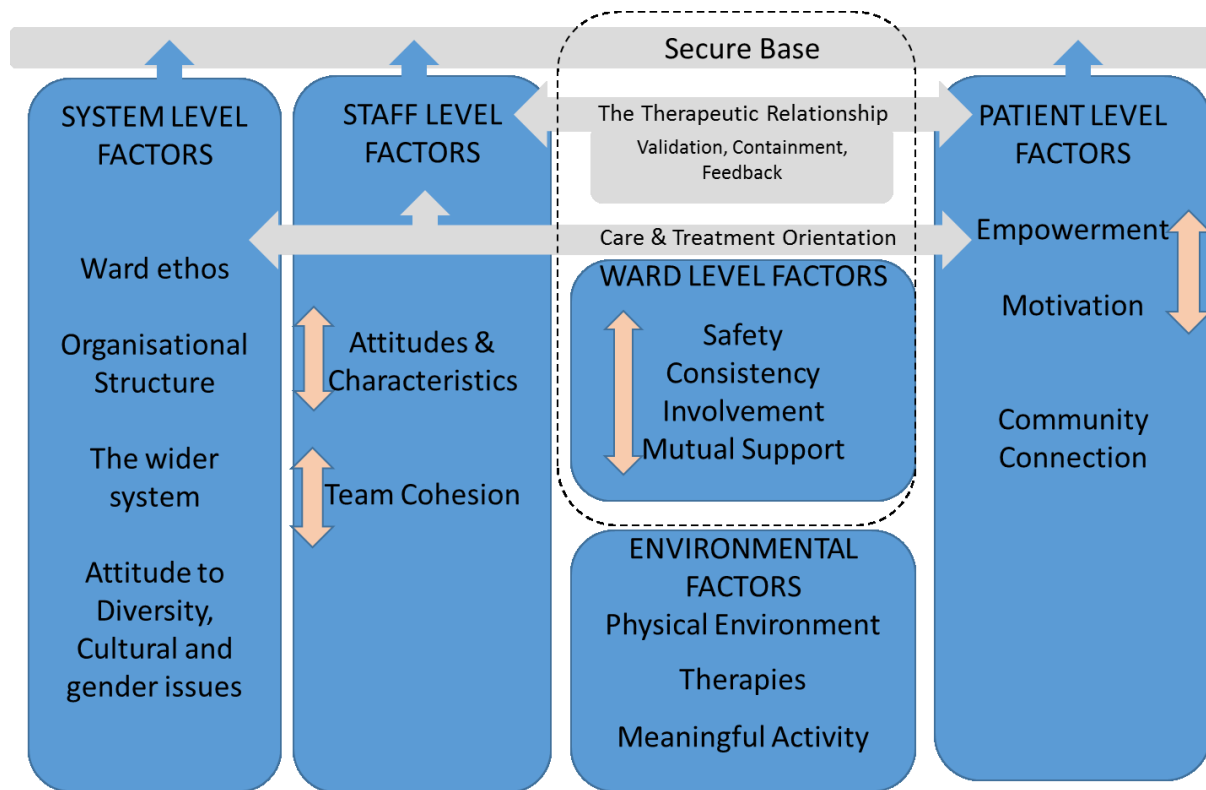 Secure Base
SYSTEM LEVEL
FACTORS
Ward ethos
Organisational
Structure
The wider
system
Attitude to
Diversity,
Cultural and
gender issues
STAFF LEVEL
FACTORS
Attitudes &
Characteristics
Team Cohesion
The Therapeutic Relationship
Validation, Containment,
Feedback
Care & Treatment Orientation
WARD LEVEL FACTORS
Safety
Consistency
Involvement
Mutual Support
ENVIRONMENTAL
FACTORS
Physical Environment
Therapies
Meaningful Activity
PATIENT LEVEL
FACTORS
Empowerment
Motivation
Community
Connection